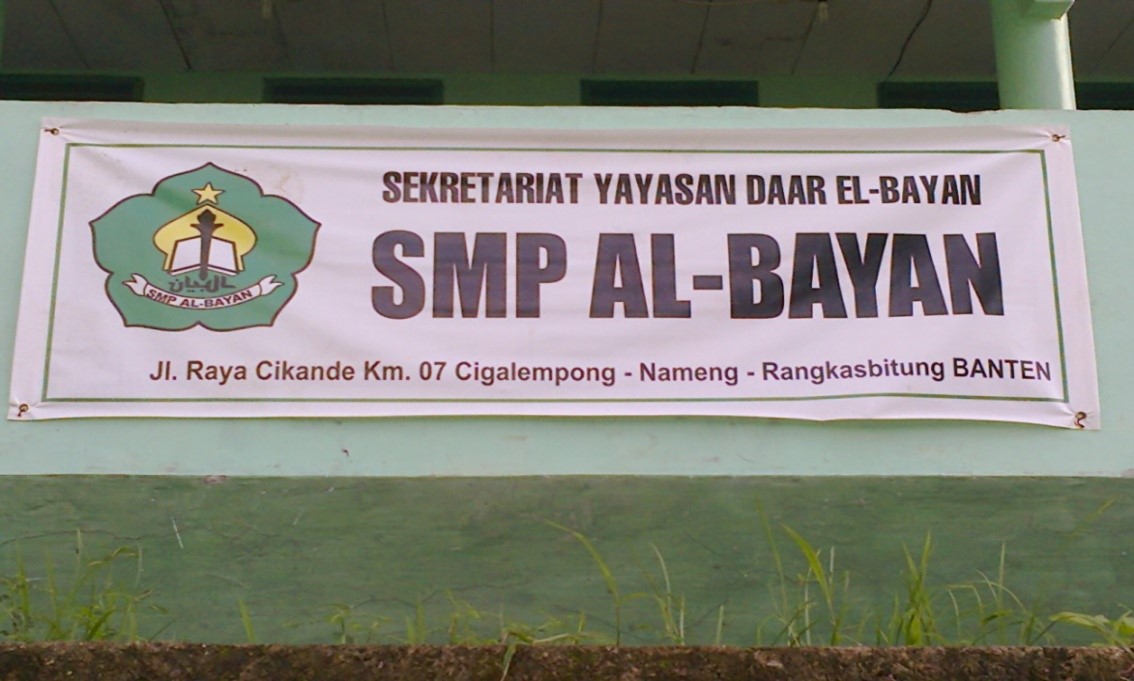 SEKRETARIAT YAYASAN DAAR EL-BAYAN
SMP AL-BAYAN
البيان
SMP AL-BAYAN
Jl. Raya Cikande Km. 07 Cigalempong - Nameng - Rangkasbitung BANTEN